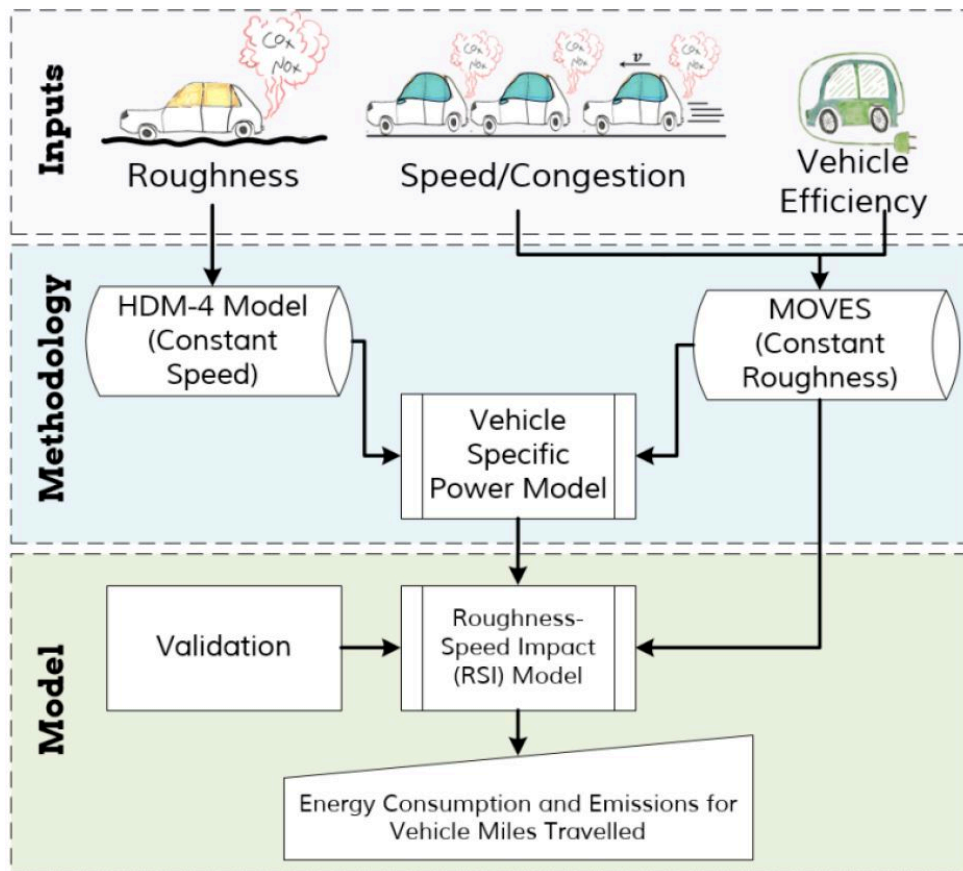 Inputs
COx
NOx
COx
NOx
COx
NOx
v
COx
NOx
Roughness
Speed/Congestion
Vehicle
Efficiency
Methodology
HDM-4 Model
(Constant
Speed)
MOVES
(Constant
Roughness)
Vehicle
Specific
Power Model
Model
Validation
Roughness-
Speed Impact
(RSI) Model
Energy Consumption and Emissions for
Vehicle Miles Travelled